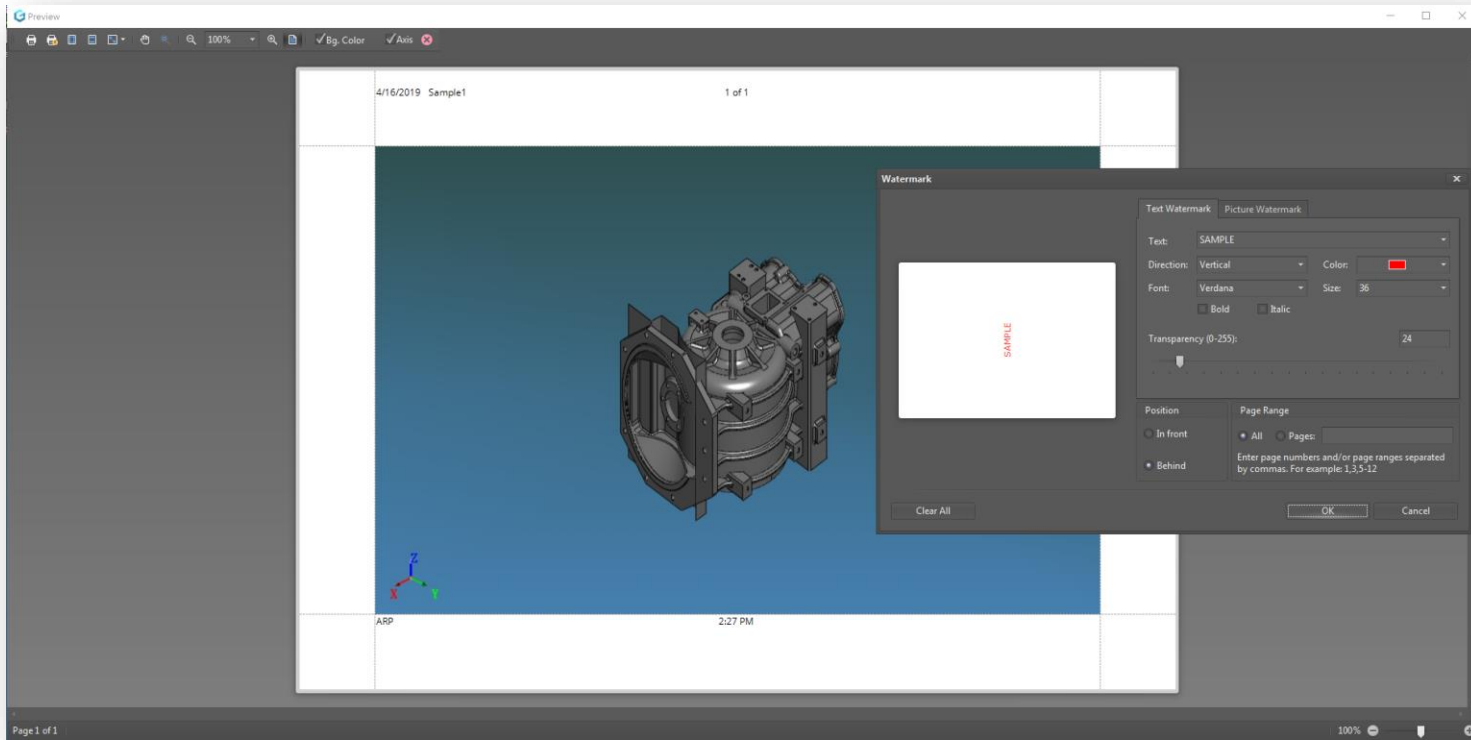 Preview
100%
Bg. Color
Axis
4/16/2019 Sample1
1 of 1
Z
X
Y
ARP
2:27 PM
Watermark
SAMPLE
Text Watermark
Picture Watermark
Text:
SAMPLE
Direction:
Vertical
Color:
Font:
Verdana
Size:
36
Bold
Italic
Transparency (0-255):
24
Position
In front
Behind
Page Range
All
Pages:
Enter page numbers and/or page ranges separated
by commas. For example: 1,3,5-12
Clear All
OK
Cancel
Page 1 of 1
100%